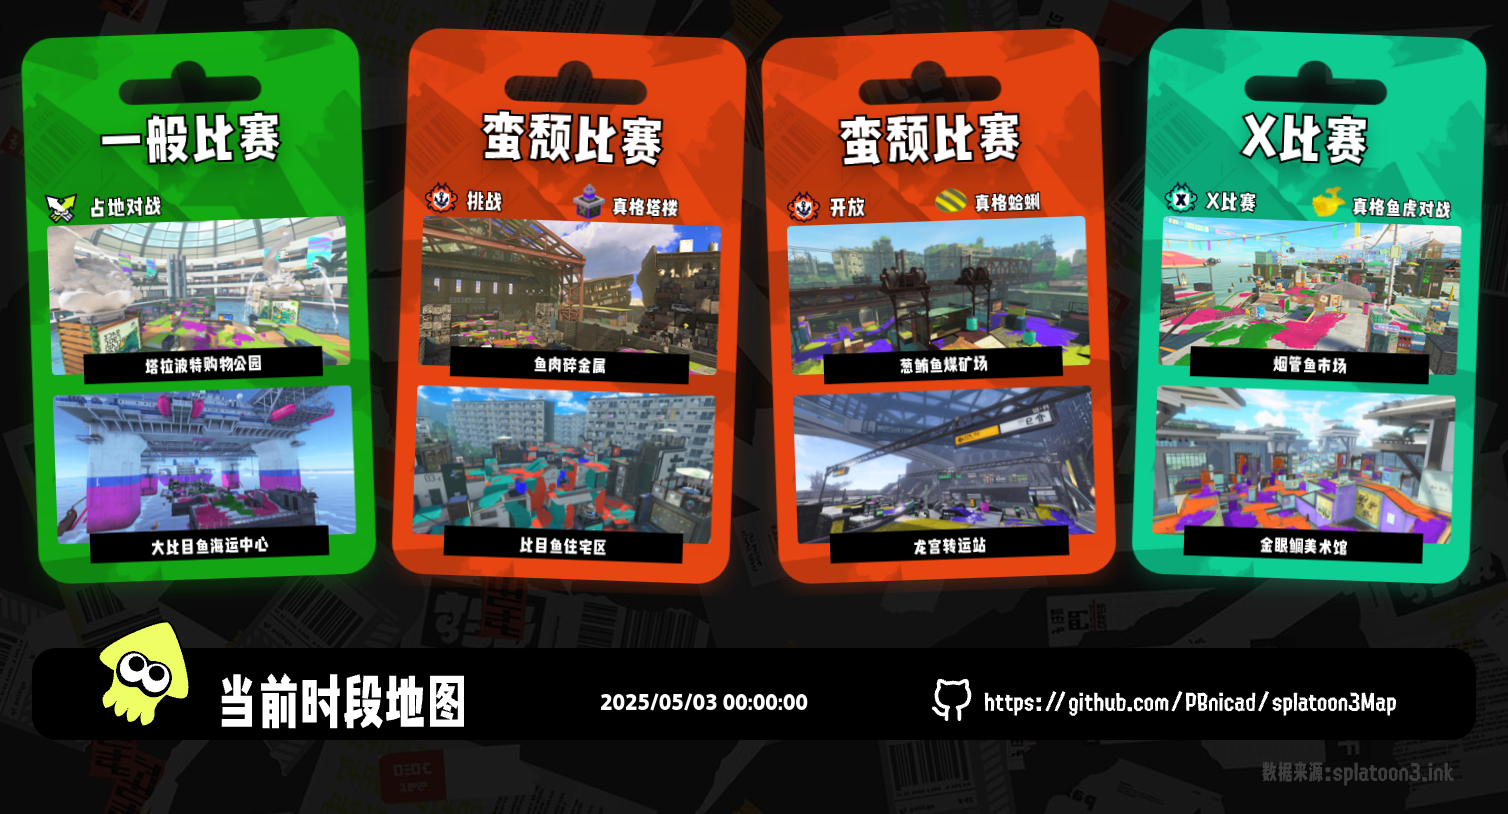 一般比赛
占地对战
塔拉波特购物公园
大比目鱼海运中心
蛮颓比赛
挑战
真格塔楼
鱼肉碎金属
比目鱼住宅区
蛮颓比赛
开放
真格蛤蜊
葱鲔鱼煤矿场
龙宫转运站
X比赛
X比赛
真格鱼虎对战
烟管鱼市场
金眼鲷美术馆
当前时段地图
2025/05/03 00:00:00
https://github.com/PBnicad/splatoon3Map
数据来源:splatoon3.ink